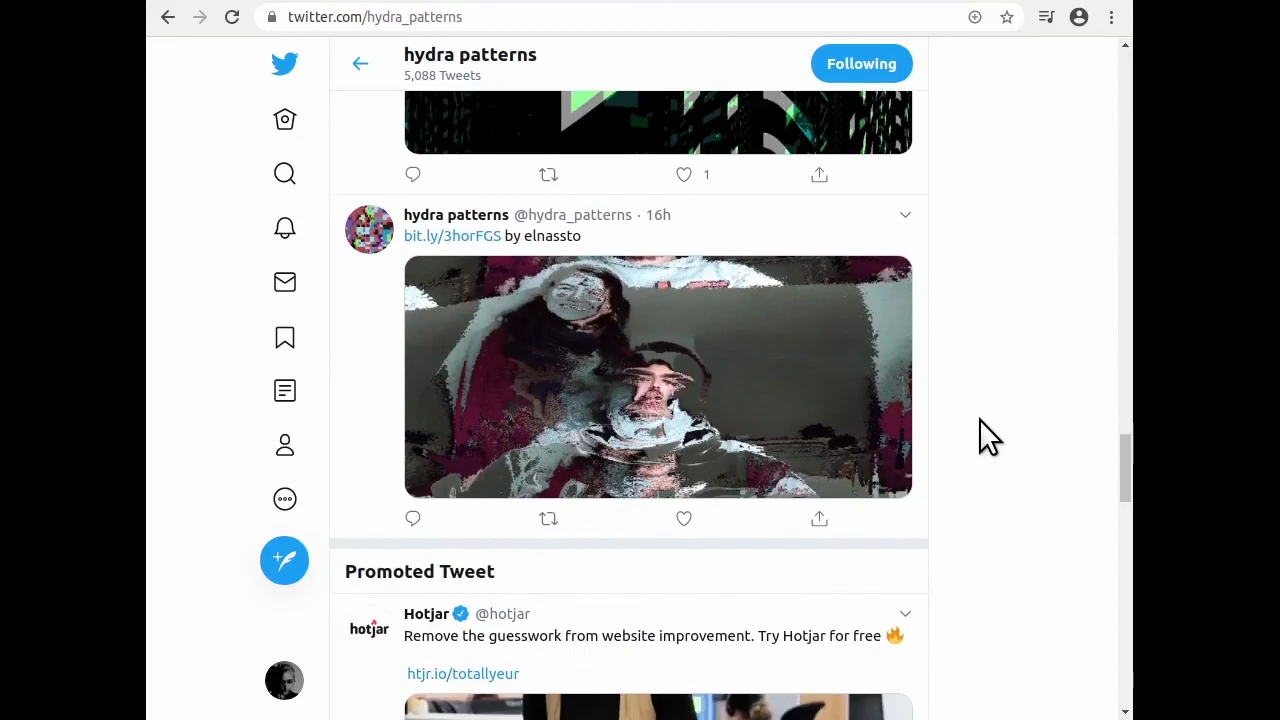 twitter.com/hydra_patterns
hydra patterns
5,088 Tweets
Following
1
hydra patterns @hydra_patterns · 16h
bit.ly/3horFGS by elnassto
Promoted Tweet
hotjar
Hotjar @hotjar
Remove the guesswork from website improvement. Try Hotjar for free 🔥
htjr.io/totallyeur